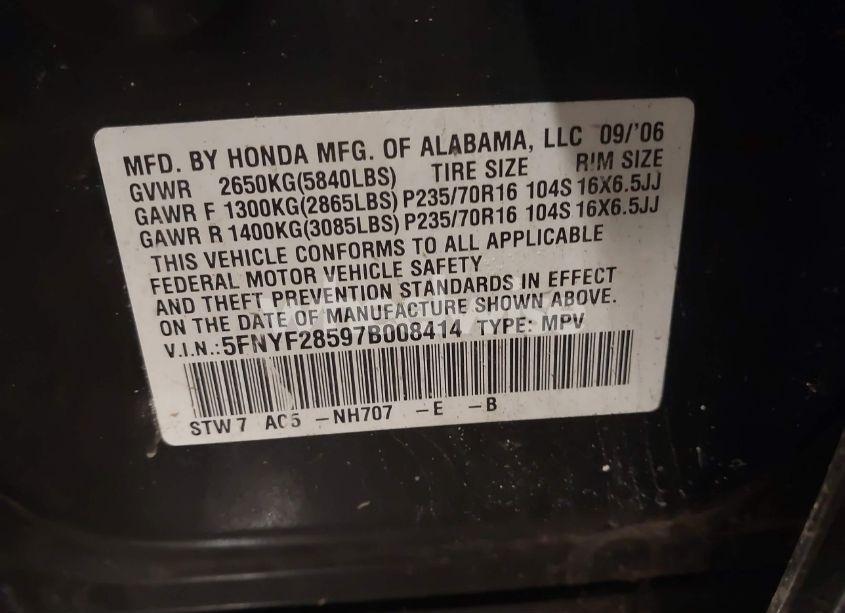 MFD. BY HONDA MFG. OF ALABAMA, LLC 09/'06
GVWR 2650KG(5840LBS) TIRE SIZE RIM SIZE
GAWR F 1300KG(2865LBS) P235/70R16 104S 16X6.5JJ
GAWR R 1400KG(3085LBS) P235/70R16 104S 16X6.5JJ
THIS VEHICLE CONFORMS TO ALL APPLICABLE
FEDERAL MOTOR VEHICLE SAFETY
AND THEFT PREVENTION STANDARDS IN EFFECT
ON THE DATE OF MANUFACTURE SHOWN ABOVE.
V.I.N.:5FNYF28597B008414 TYPE: MPV
STW7 AC5 -NH707 -E -B